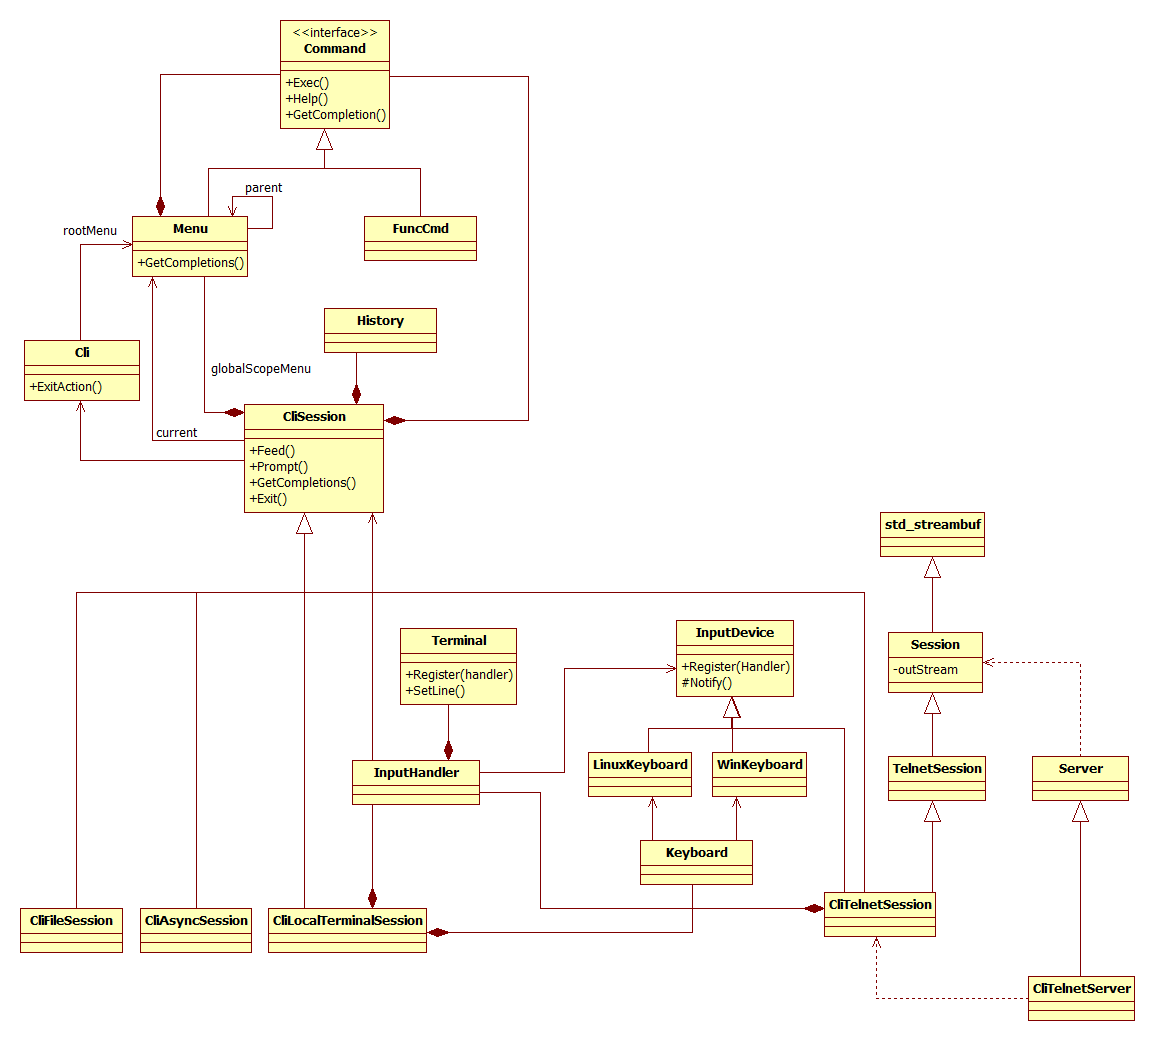 <<interface>>
Command
+Exec()
+Help()
+GetCompletion()
parent
Menu
+GetCompletions()
FuncCmd
rootMenu
History
Cli
+ExitAction()
globalScopeMenu
CliSession
+Feed()
+Prompt()
+GetCompletions()
+Exit()
current
std_streambuf
Terminal
+Register(handler)
+SetLine()
InputDevice
+Register(Handler)
#Notify()
Session
-outStream
InputHandler
LinuxKeyboard
WinKeyboard
TelnetSession
Server
Keyboard
CliFileSession
CliAsyncSession
CliLocalTerminalSession
CliTelnetSession
CliTelnetServer